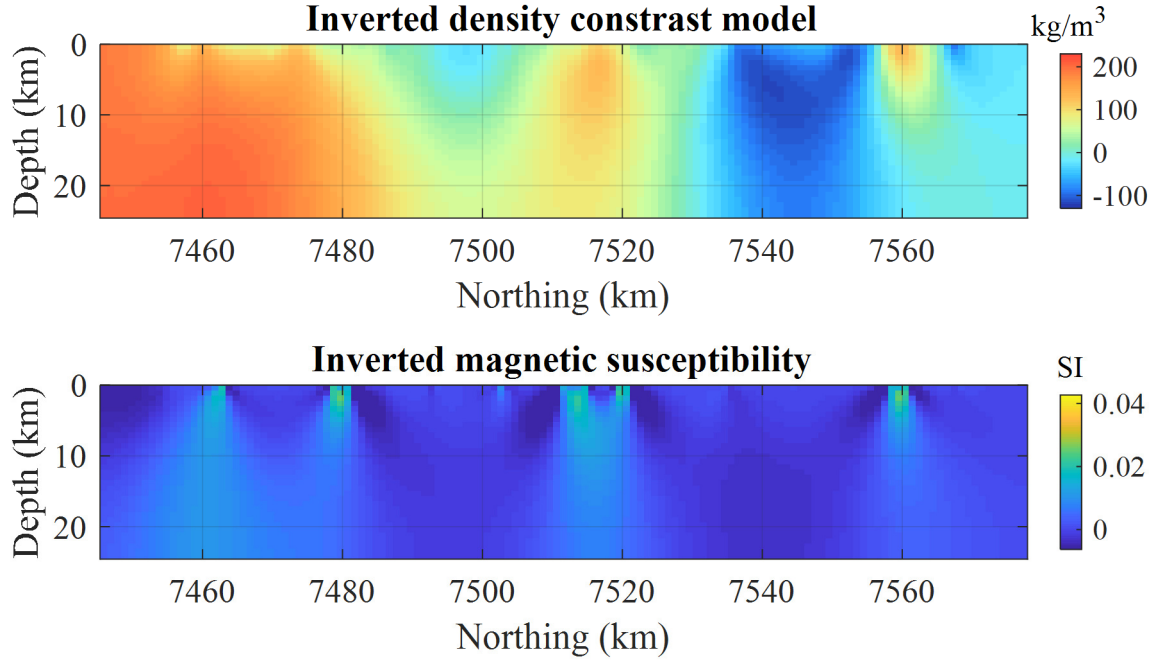 Inverted density constrast model
kg/m³
0
10
20
Depth (km)
200
100
0
-100
7460 7480 7500 7520 7540 7560
Northing (km)
Inverted magnetic susceptibility
SI
0
10
20
Depth (km)
0.04
0.02
0
7460 7480 7500 7520 7540 7560
Northing (km)